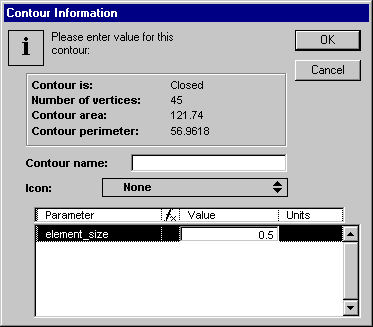 Contour Information
i
Please enter value for this
contour:
OK
Cancel
Contour is: Closed
Number of vertices: 45
Contour area: 121.74
Contour perimeter: 56.9618
Contour name:
Icon: None
Parameter fx Value Units
element_size 0.5